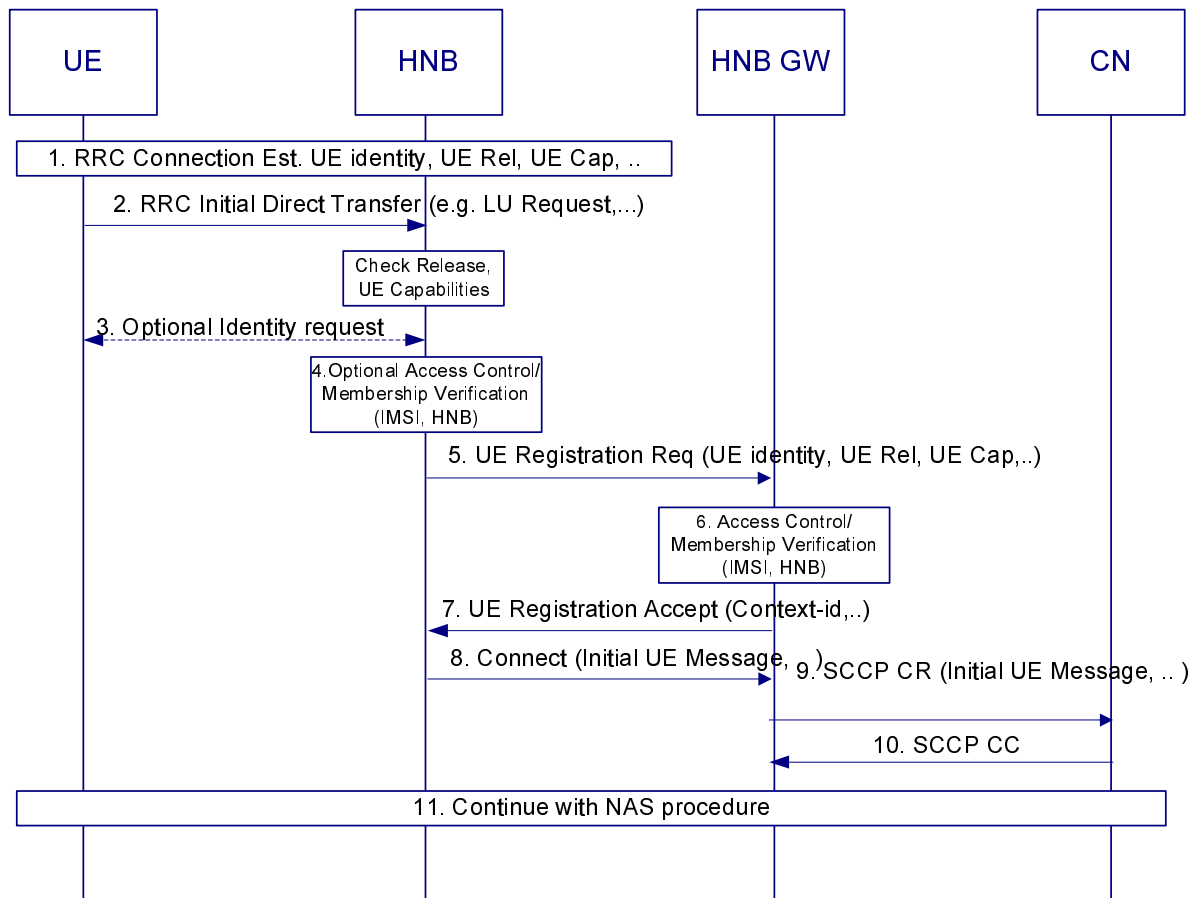 UE
HNB
HNB GW
CN
1. RRC Connection Est. UE identity, UE Rel, UE Cap, ..
2. RRC Initial Direct Transfer (e.g. LU Request,...)
Check Release,
UE Capabilities
3. Optional Identity request
4.Optional Access Control/
Membership Verification
(IMSI, HNB)
5. UE Registration Req (UE identity, UE Rel, UE Cap,..)
6. Access Control/
Membership Verification
(IMSI, HNB)
7. UE Registration Accept (Context-id,..)
8. Connect (Initial UE Message, ..)
9. SCCP CR (Initial UE Message, .. )
10. SCCP CC
11. Continue with NAS procedure